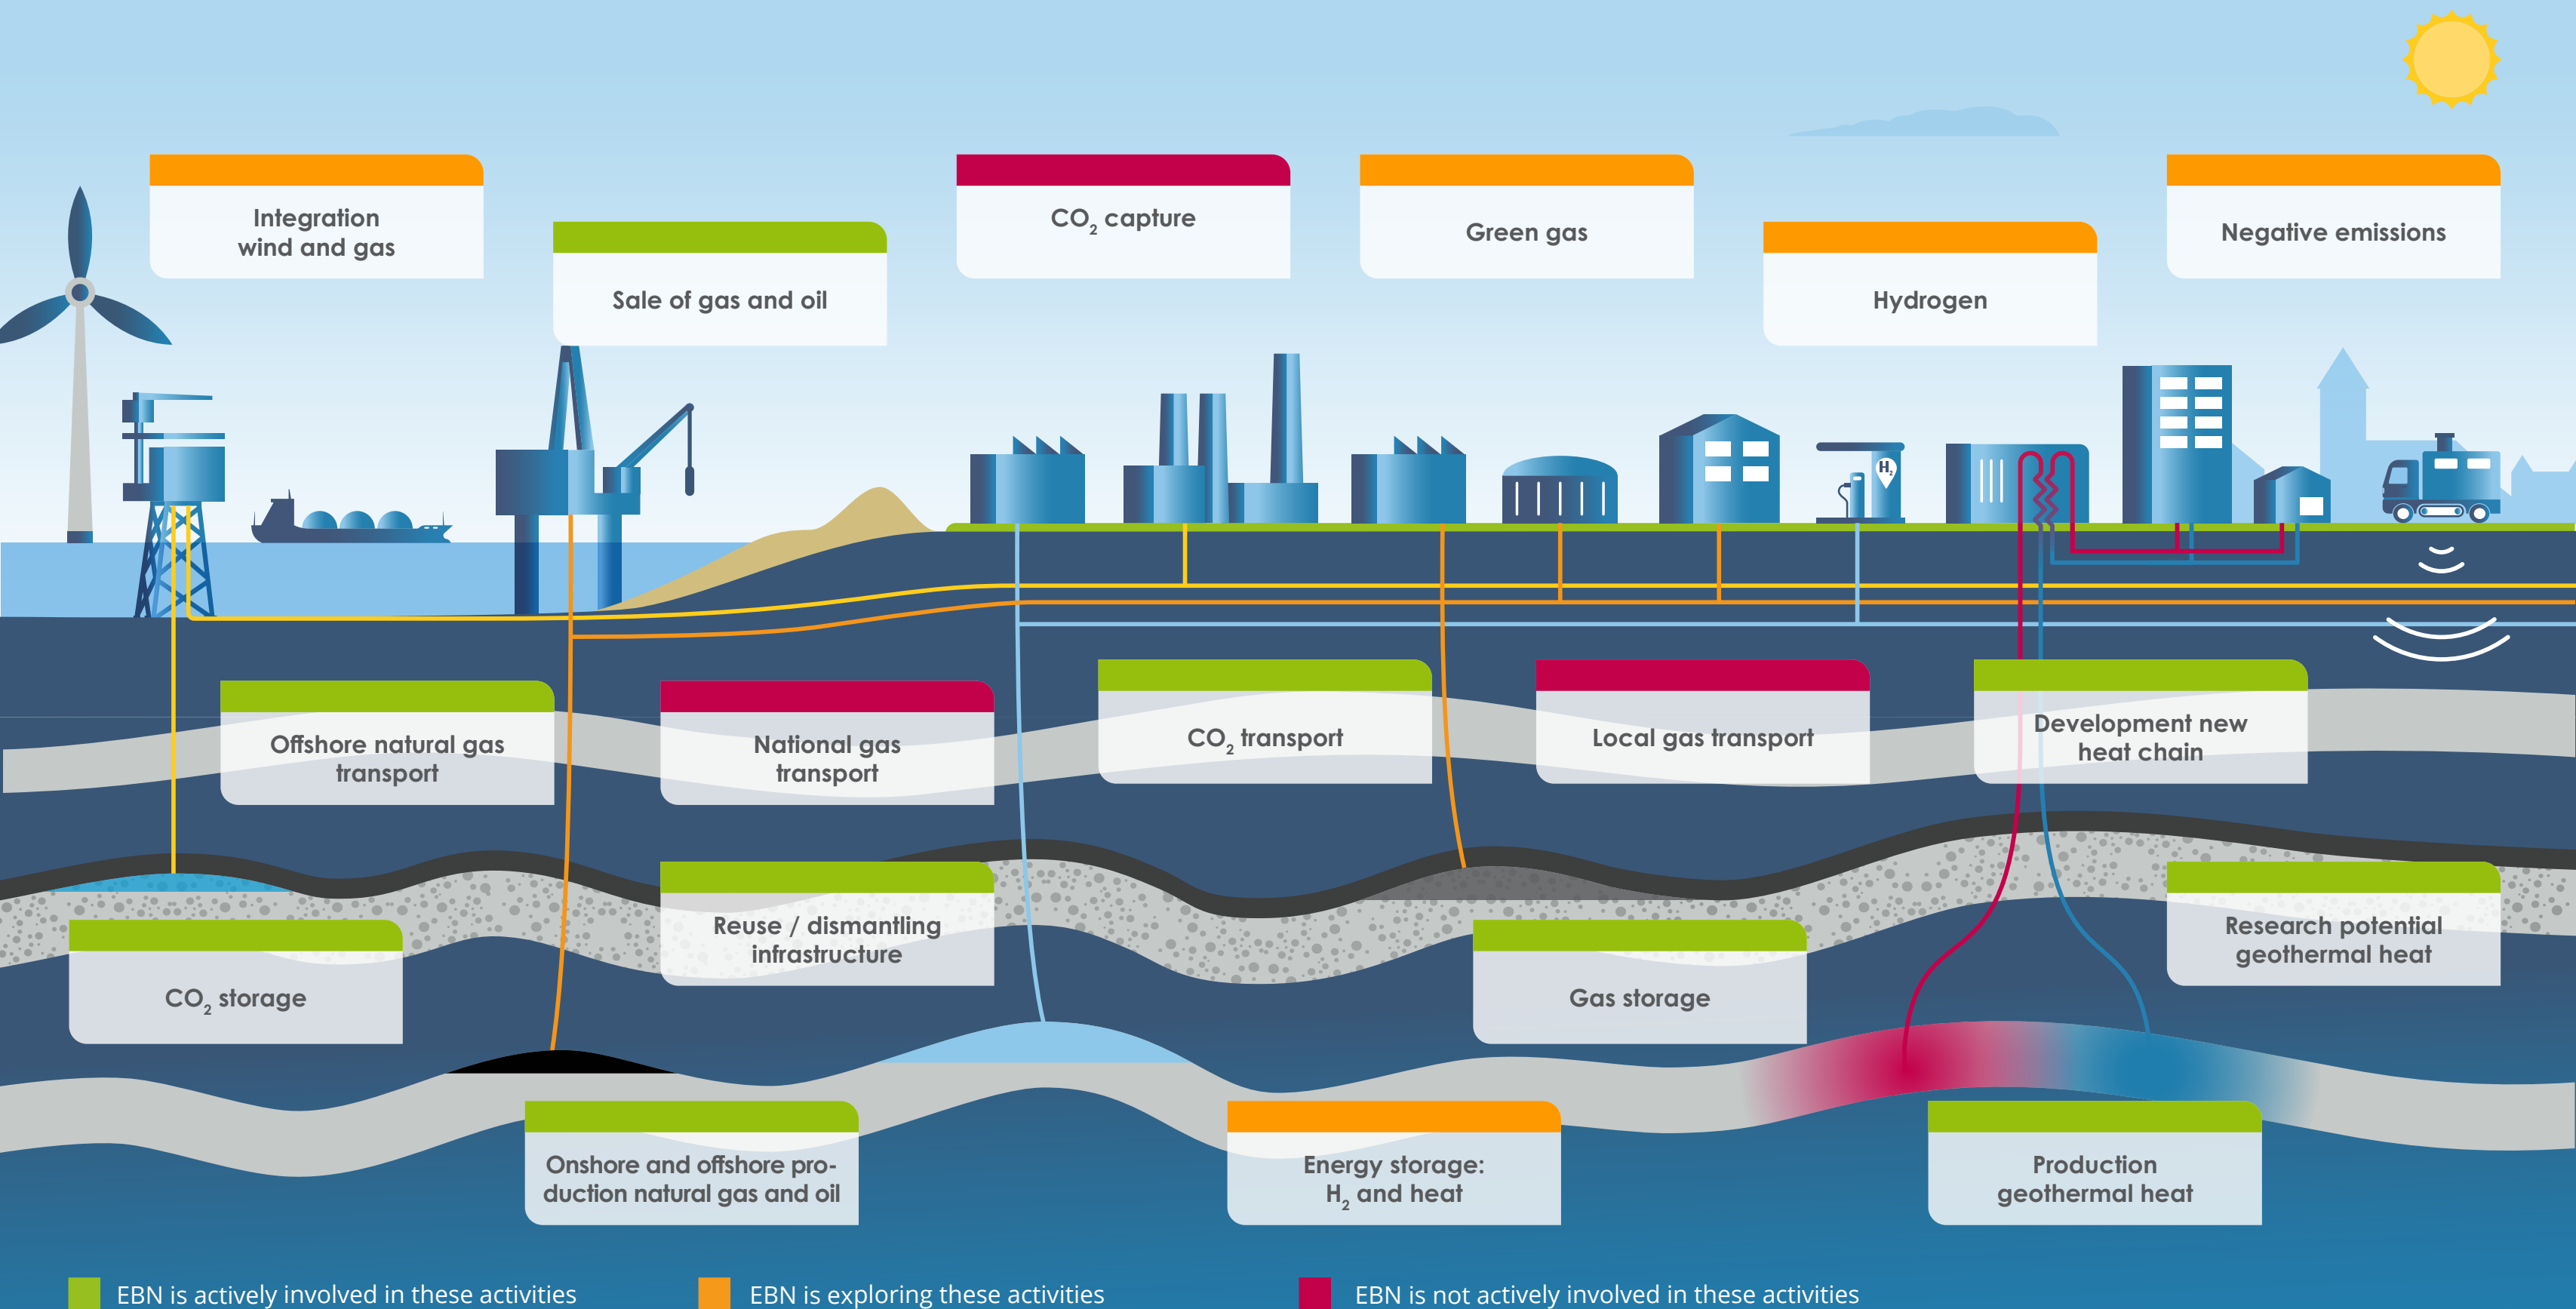 Integration
wind and gas
Sale of gas and oil
CO₂ capture
Green gas
Hydrogen
Negative emissions
H₂
Offshore natural gas
transport
National gas
transport
CO₂ transport
Local gas transport
Development new
heat chain
CO₂ storage
Reuse / dismantling
infrastructure
Gas storage
Research potential
geothermal heat
Onshore and offshore pro-
duction natural gas and oil
Energy storage:
H₂ and heat
Production
geothermal heat
EBN is actively involved in these activities
EBN is exploring these activities
EBN is not actively involved in these activities